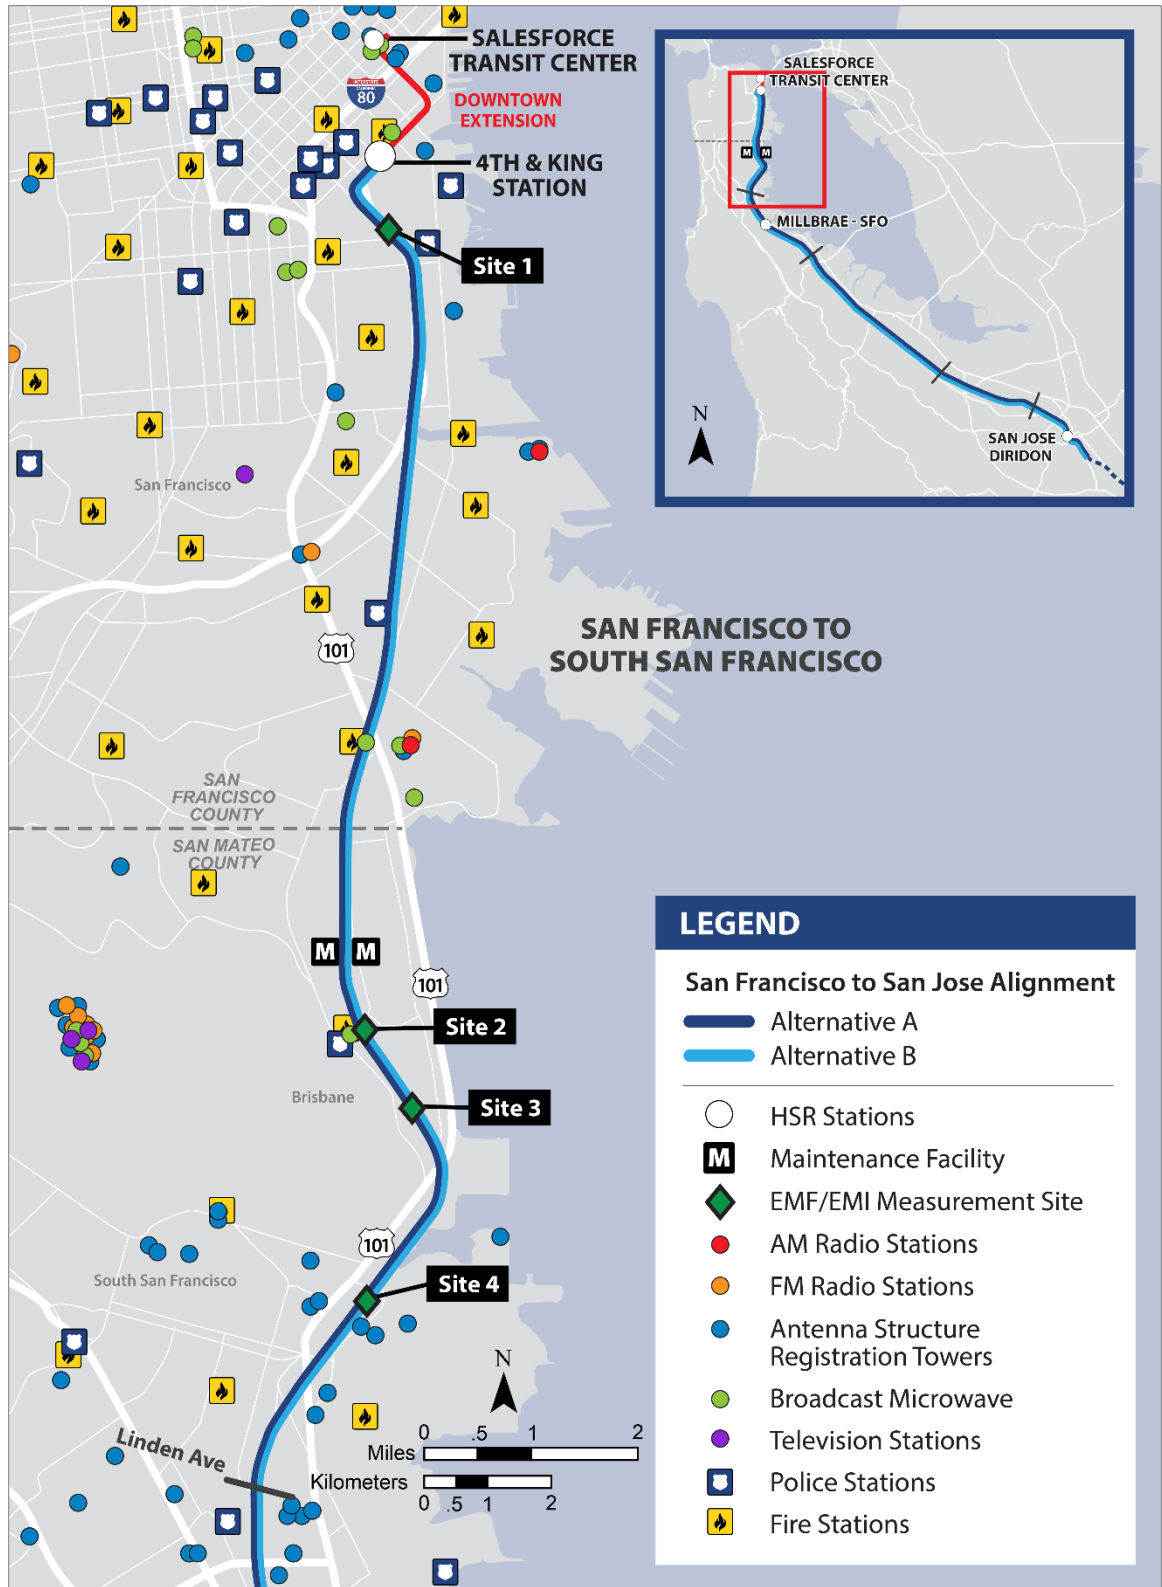 SALESFORCE
TRANSIT CENTER
INTERSTATE
CALIFORNIA
80
DOWNTOWN
EXTENSION
4TH & KING
STATION
Site 1
SALESFORCE
TRANSIT CENTER
M M
MILLBRAE - SFO
N
SAN JOSE
DIRIDON
San Francisco
101
SAN FRANCISCO TO
SOUTH SAN FRANCISCO
SAN
FRANCISCO
COUNTY
SAN MATEO
COUNTY
M M
101
Site 2
Brisbane
Site 3
101
South San Francisco
Site 4
Linden Ave
N
0 .5 1 2
Miles
Kilometers
0 .5 1 2
LEGEND
San Francisco to San Jose Alignment
Alternative A
Alternative B
HSR Stations
M Maintenance Facility
EMF/EMI Measurement Site
AM Radio Stations
FM Radio Stations
Antenna Structure
Registration Towers
Broadcast Microwave
Television Stations
Police Stations
Fire Stations